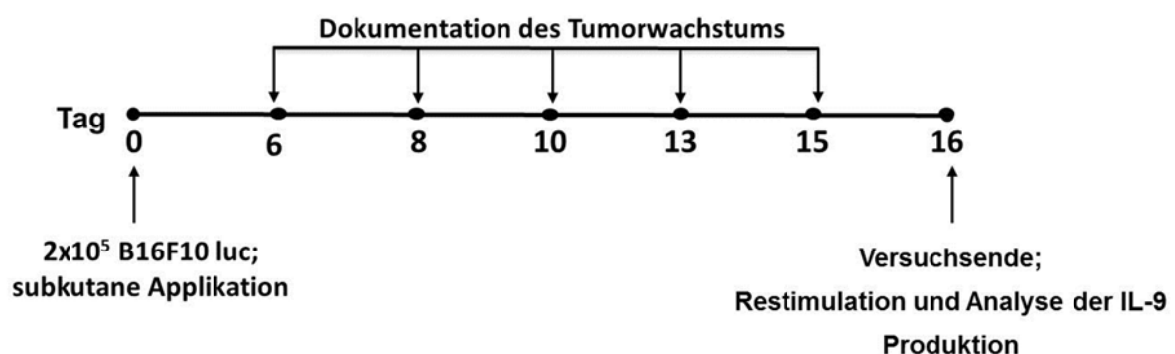 Dokumentation des Tumorwachstums
Tag
0 6 8 10 13 15 16
2x10⁵ B16F10 luc;
subkutane Applikation
Versuchsende;
Restimulation und Analyse der IL-9
Produktion